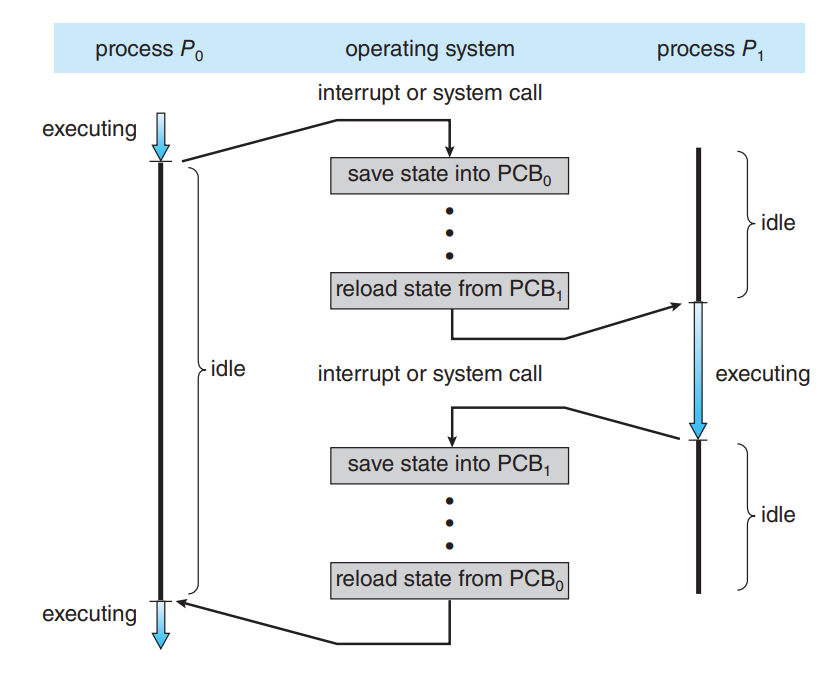 process P0 operating system process P1
interrupt or system call
executing
save state into PCB0
idle
reload state from PCB1
idle
interrupt or system call
executing
save state into PCB1
idle
reload state from PCB0
executing